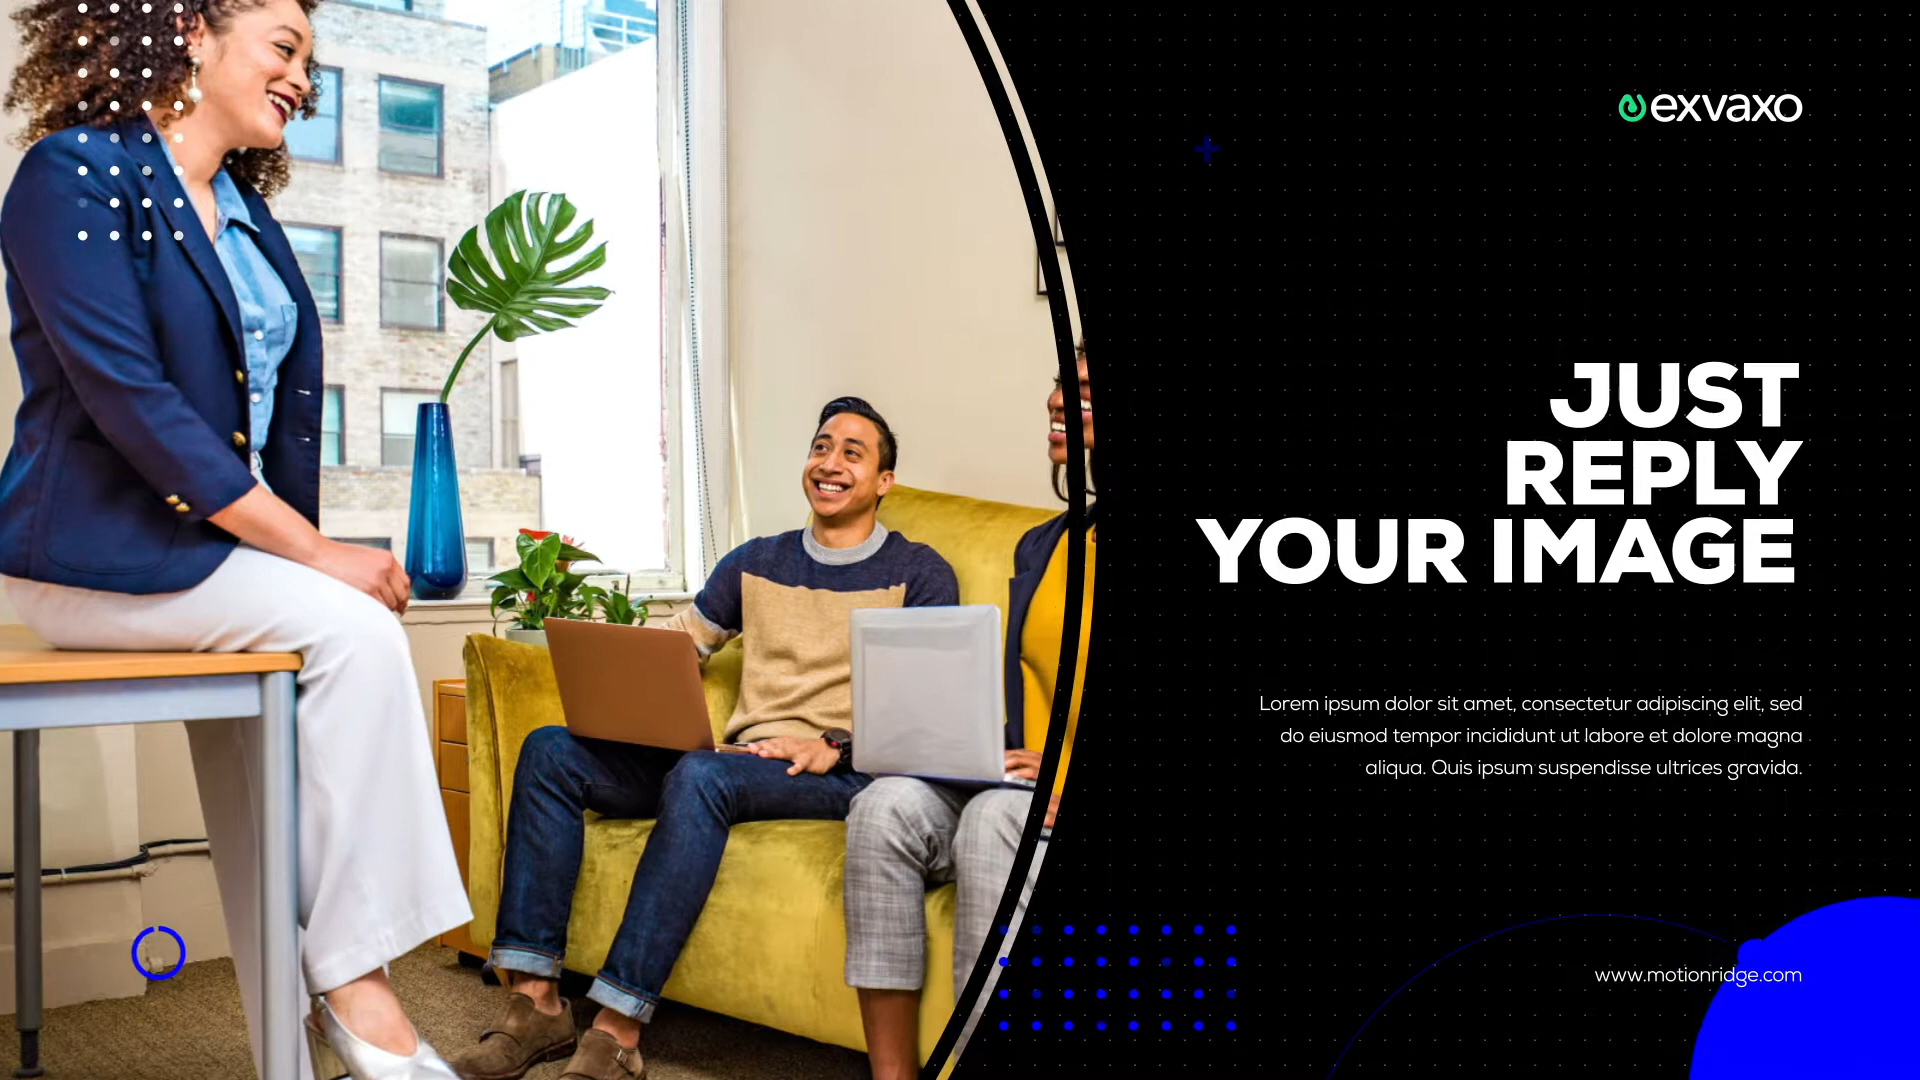 exvaxo
JUST
REPLY
YOUR IMAGE
Lorem ipsum dolor sit amet, consectetur adipiscing elit, sed
do eiusmod tempor incididunt ut labore et dolore magna
aliqua. Quis ipsum suspendisse ultrices gravida.
www.motionridge.com